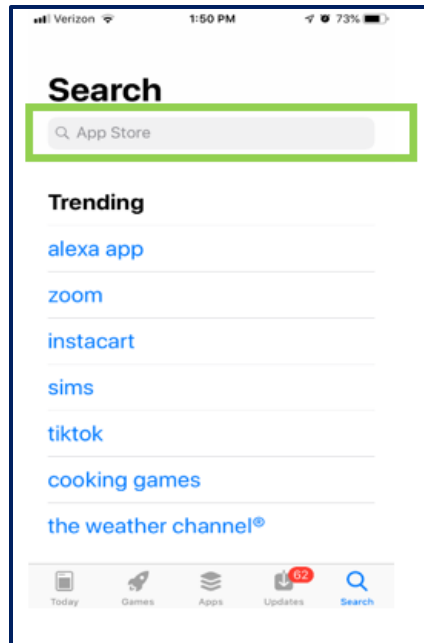 Verizon 1:50 PM 73%
Search
App Store
Trending
alexa app
zoom
instacart
sims
tiktok
cooking games
the weather channel®
62
Today Games Apps Updates Search